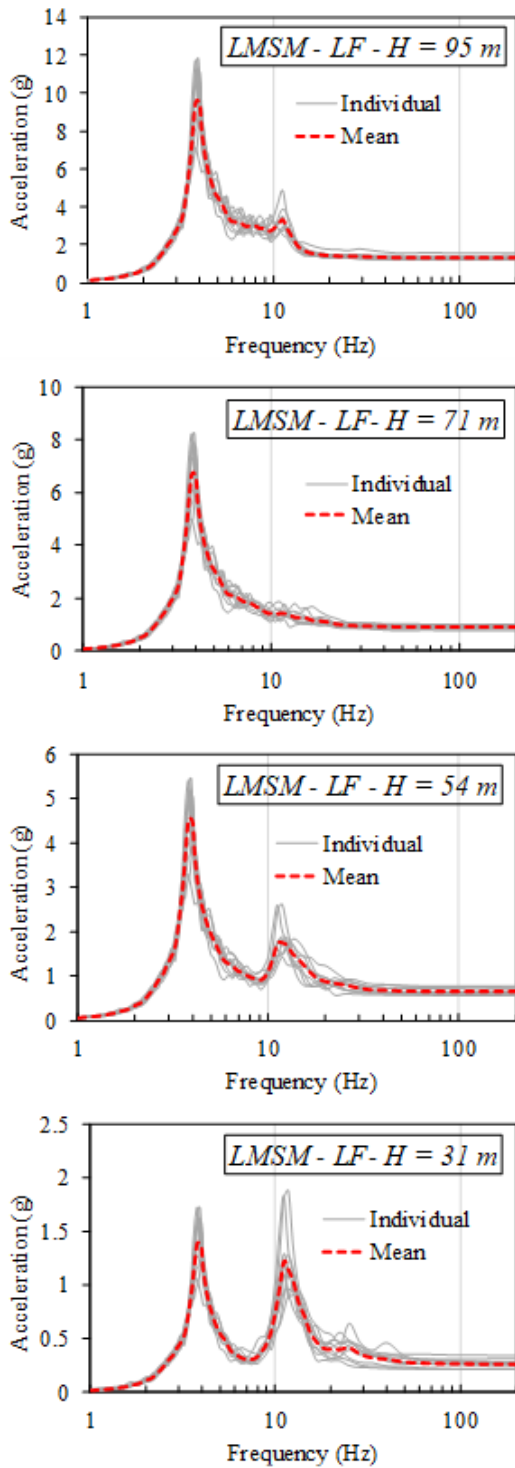 LMSM - LF - H = 95 m
Acceleration (g)
14
12
10
8
6
4
2
0
Individual
Mean
1
10
100
Frequency (Hz)
LMSM - LF- H = 71 m
Acceleration (g)
10
8
6
4
2
0
Individual
Mean
1
10
100
Frequency (Hz)
LMSM - LF - H = 54 m
Acceleration (g)
6
5
4
3
2
1
0
Individual
Mean
1
10
100
Frequency (Hz)
LMSM - LF- H = 31 m
Acceleration (g)
2.5
2
1.5
1
0.5
0
Individual
Mean
1
10
100
Frequency (Hz)